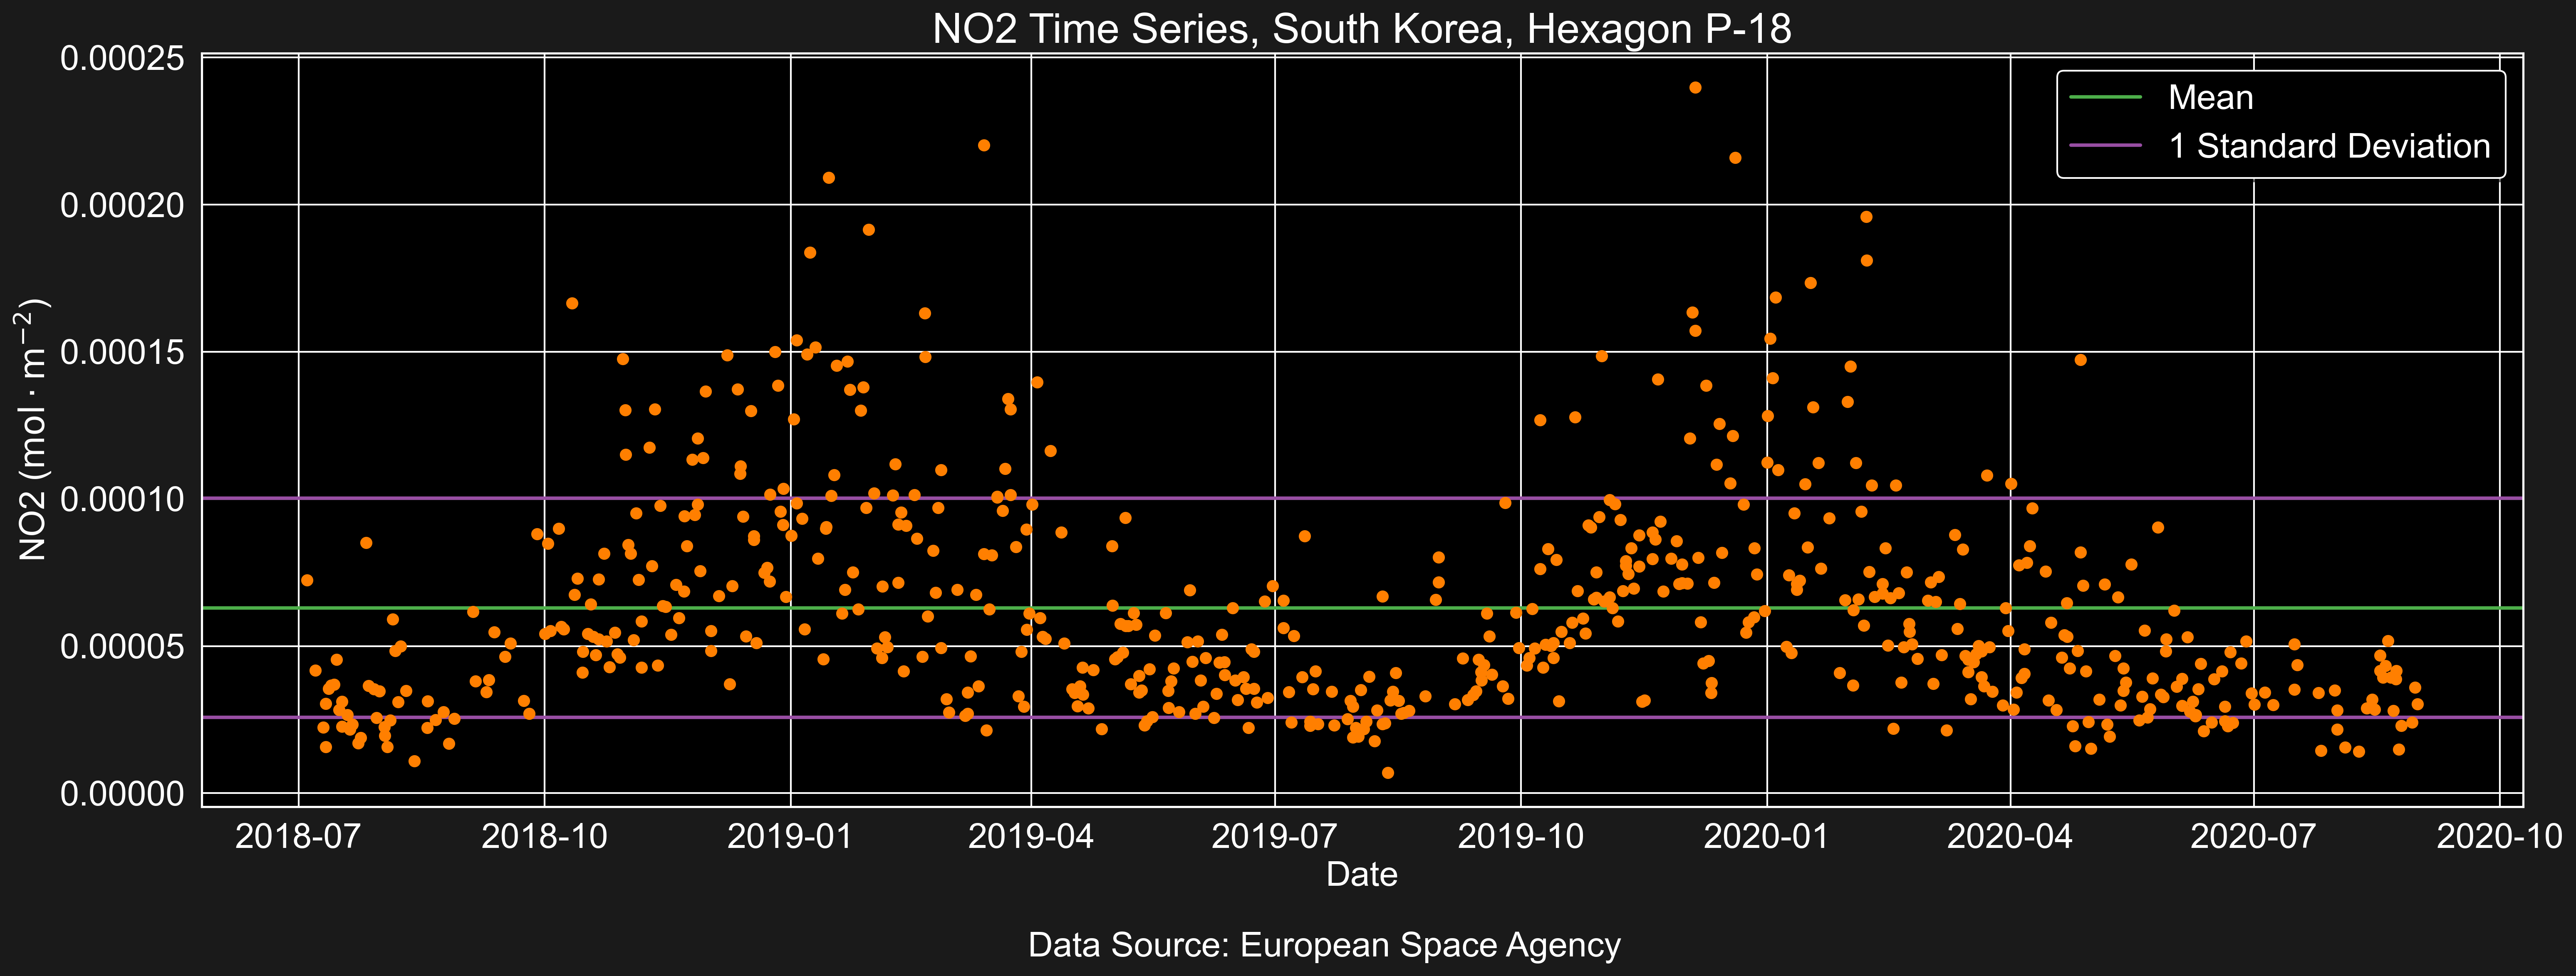 NO2 Time Series, South Korea, Hexagon P-18
NO2 (mol · m⁻²)
0.00025
0.00020
0.00015
0.00010
0.00005
0.00000
Mean
1 Standard Deviation
2018-07 2018-10 2019-01 2019-04 2019-07 2019-10 2020-01 2020-04 2020-07 2020-10
Date
Data Source: European Space Agency